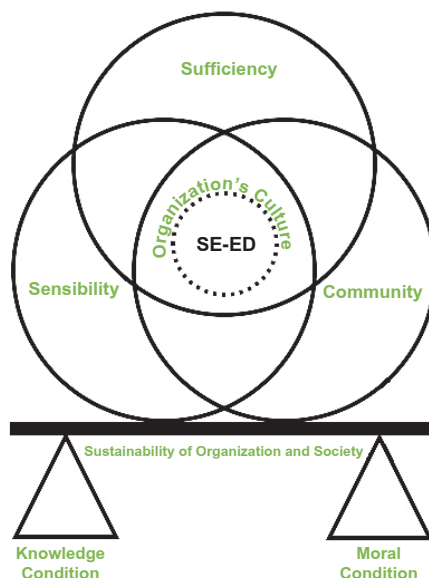 Sufficiency
Organization's Culture
SE-ED
Sensibility
Community
Sustainability of Organization and Society
Knowledge
Condition
Moral
Condition